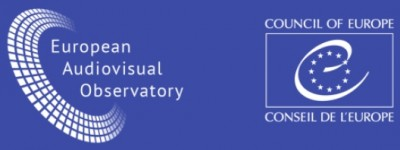 European
Audiovisual
Observatory
COUNCIL OF EUROPE
CONSEIL DE L'EUROPE